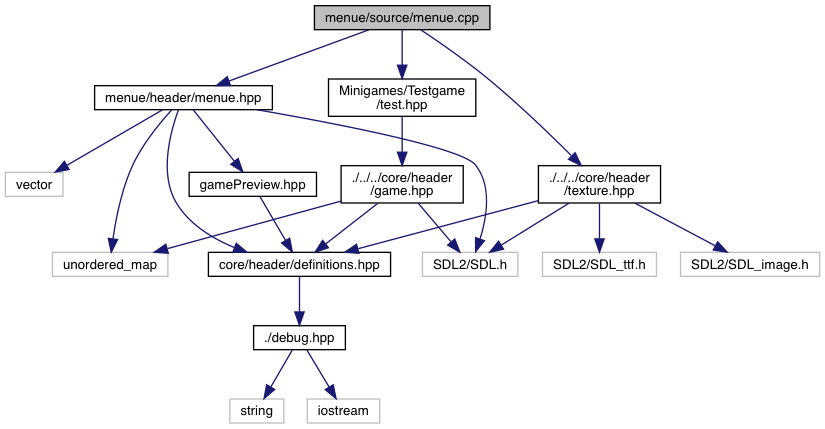 menue/source/menue.cpp
menue/header/menue.hpp
Minigames/Testgame
/test.hpp
vector
gamePreview.hpp
./../../core/header
/game.hpp
./../../core/header
/texture.hpp
unordered_map
core/header/definitions.hpp
SDL2/SDL.h
SDL2/SDL_ttf.h
SDL2/SDL_image.h
./debug.hpp
string
iostream